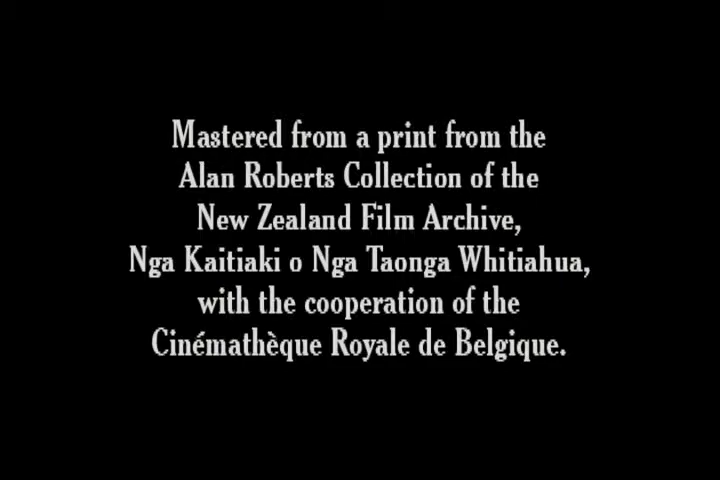 Mastered from a print from the
Alan Roberts Collection of the
New Zealand Film Archive,
Nga Kaitiaki o Nga Taonga Whitiahua,
with the cooperation of the
Cinémathèque Royale de Belgique.